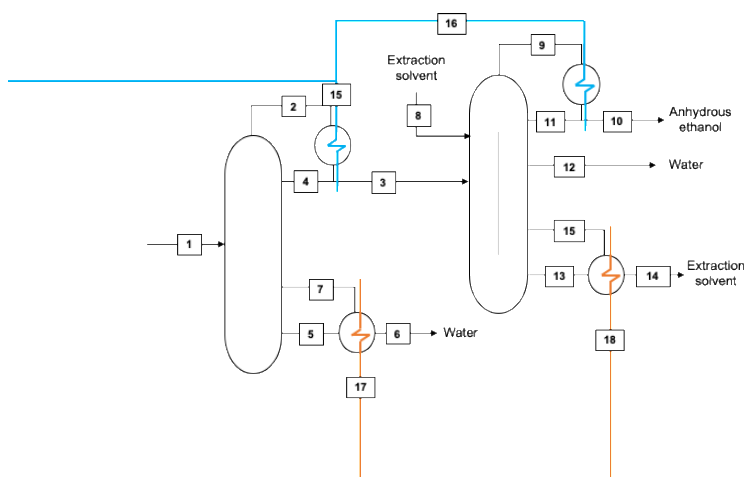 16
9
Extraction
solvent
15
2
8
11
10
Anhydrous
ethanol
12
Water
4
3
1
15
7
13
14
Extraction
solvent
5
6
Water
18
17